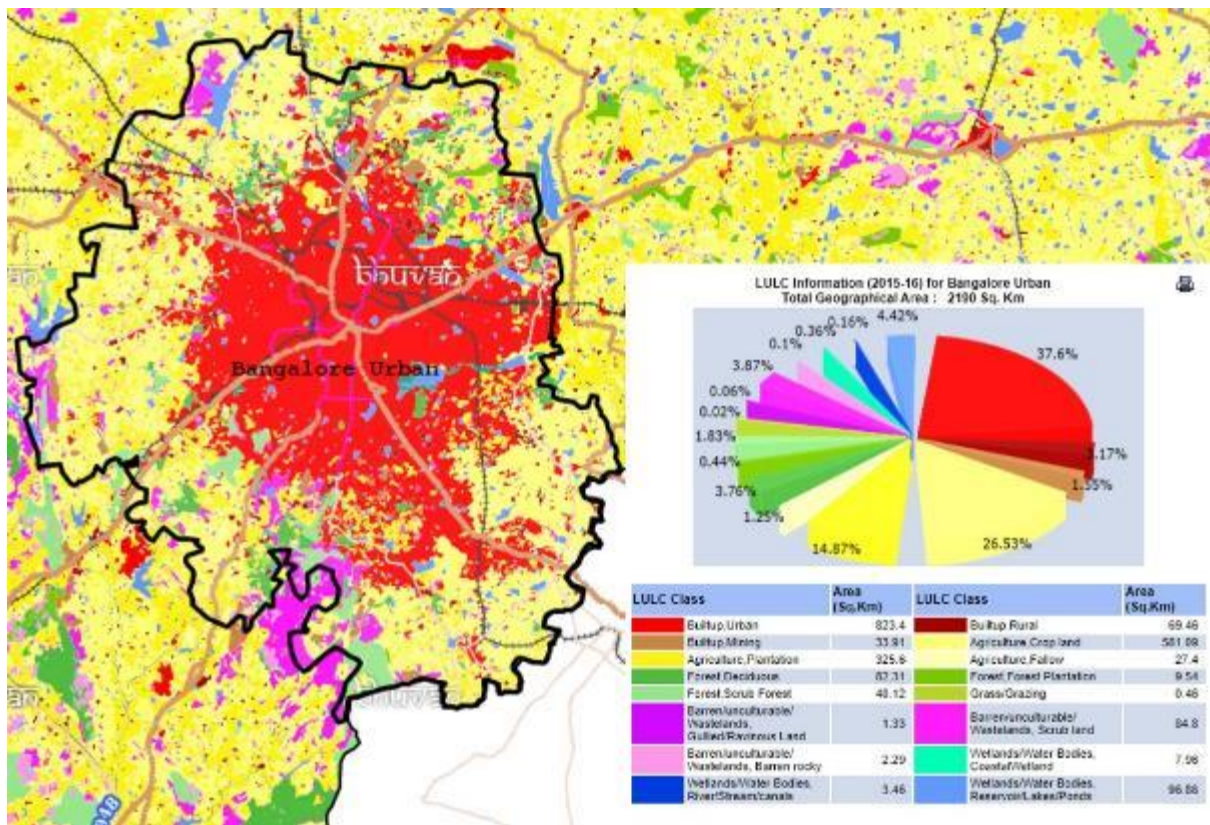 bhuvan
Bangalore Urban
bhuvan
048
LULC Information (2015-16) for Bangalore Urban
Total Geographical Area : 2190 Sq. Km
37.6%
3.17%
1.55%
26.53%
14.87%
1.25%
3.76%
0.44%
1.83%
0.02%
0.06%
3.87%
0.1%
0.36%
0.16%
4.42%
LULC Class Area (Sq.Km) LULC Class Area (Sq.Km)
Builtup,Urban 823.4 Builtup Rural 69.46
Builtup,Mining 33.91 Agriculture,Crop land
Agriculture,Plantation 325.6 Agriculture,Fallow 27.4
Forest,Deciduous 82.31 Forest,Forest Plantation 9.54
Forest,Scrub Forest 40.12 Grass/Grazing 0.46
Barren/unculturable/
Wastelands,
Gullied/Ravinous Land 1.33
Barren/unculturable/
Wastelands, Scrub land 84.8
Barren/unculturable/
Wastelands, Barren rocky 2.29
Wetlands/Water Bodies,
Coastal/Wetland 7.96
Wetlands/Water Bodies,
River/Stream/canals 3.46
Wetlands/Water Bodies,
Reservoir/Lakes/Ponds 96.86